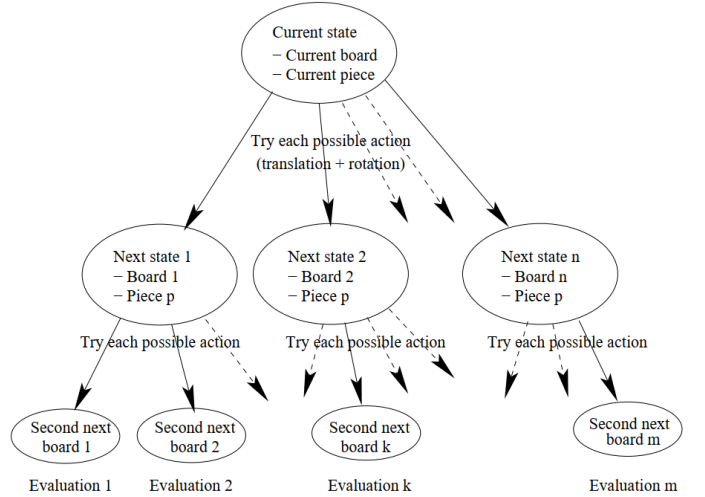 Current state
− Current board
− Current piece
Try each possible action
(translation + rotation)
Next state 1
− Board 1
− Piece p
Next state 2
− Board 2
− Piece p
Next state n
− Board n
− Piece p
Try each possible action
Try each possible action
Try each possible action
Second next
board 1
Second next
board 2
Second next
board k
Second next
board m
Evaluation 1
Evaluation 2
Evaluation k
Evaluation m